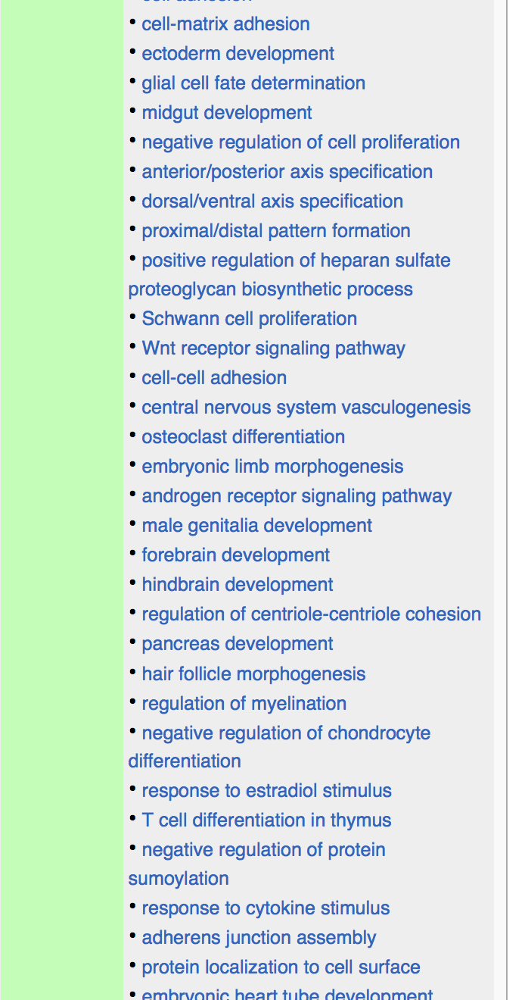 cell adhesion
• cell-matrix adhesion
• ectoderm development
• glial cell fate determination
• midgut development
• negative regulation of cell proliferation
• anterior/posterior axis specification
• dorsal/ventral axis specification
• proximal/distal pattern formation
• positive regulation of heparan sulfate
proteoglycan biosynthetic process
• Schwann cell proliferation
• Wnt receptor signaling pathway
• cell-cell adhesion
• central nervous system vasculogenesis
• osteoclast differentiation
• embryonic limb morphogenesis
• androgen receptor signaling pathway
• male genitalia development
• forebrain development
• hindbrain development
• regulation of centriole-centriole cohesion
• pancreas development
• hair follicle morphogenesis
• regulation of myelination
• negative regulation of chondrocyte
differentiation
• response to estradiol stimulus
• T cell differentiation in thymus
• negative regulation of protein
sumoylation
• response to cytokine stimulus
• adherens junction assembly
• protein localization to cell surface
• embryonic heart tube development